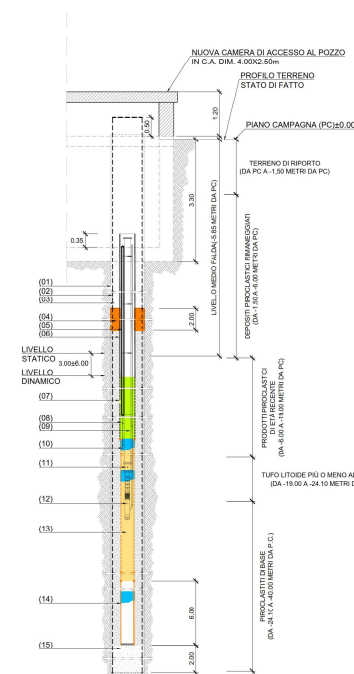 NUOVA CAMERA DI ACCESSO AL POZZO
IN C.A. DIM. 4.00X2.50m
PROFILO TERRENO
STATO DI FATTO
1.20
0.50
PIANO CAMPAGNA (PC)±0.00
TERRENO DI RIPORTO
(DA PC A -1,50 METRI DA PC)
3.30
LIVELLO MEDIO FALDA(-5.85 METRI DA PC)
DEPOSITI PIROCLASTICI RIMANEGGIATI
(DA -1.50 A -6.00 METRI DA PC)
0.35
(01)
(02)
(03)
(04)
(05)
(06)
2.00
LIVELLO
STATICO
3.00±6.00
LIVELLO
DINAMICO
PRODOTTI PIROCLASTCI
DI ETÀ RECENTE
(DA -6.00 A -19.00 METRI DA PC)
(07)
(08)
(09)
(10)
(11)
(12)
(13)
(14)
(15)
TUFO LITOIDE PIÙ O MENO AL
(DA -19.00 A -24.10 METRI D
PIROCLASTITI DI BASE
(DA -24.1( A -40.00 METRI DA P.C.)
6.06
2.00